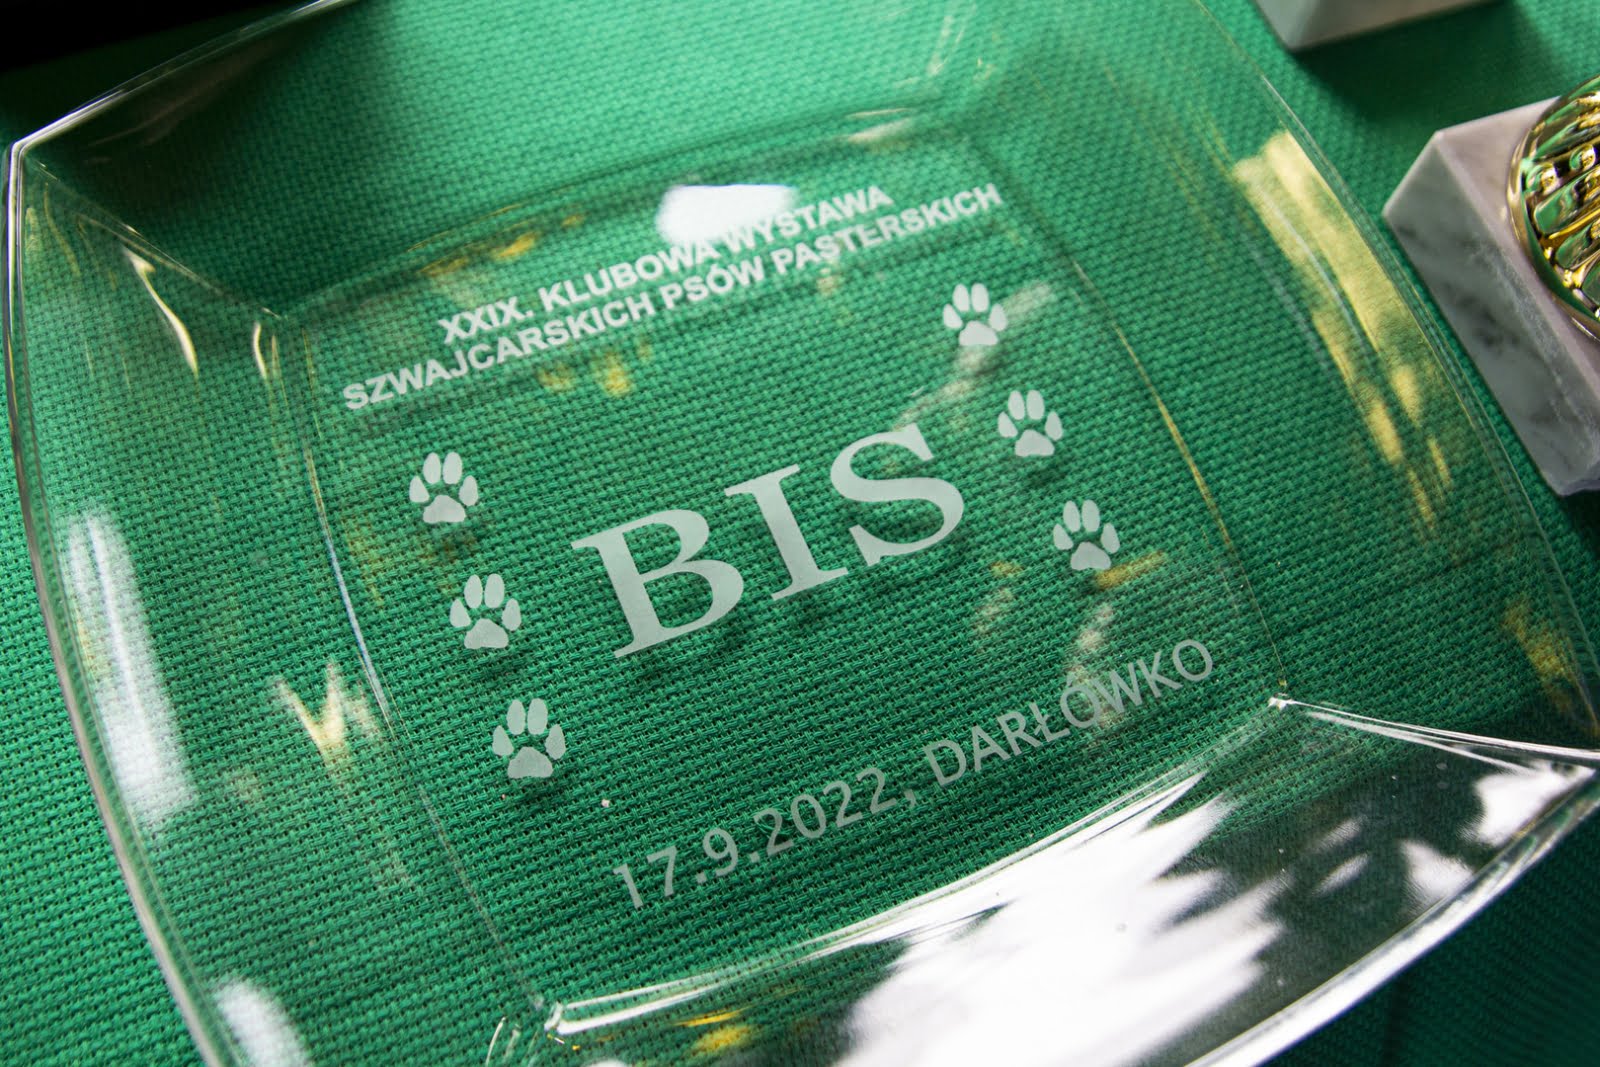 XXIX. KLUBOWA WYSTAWA
SZWAJCARSKICH PSÓW PASTERSKICH
BIS
17.9.2022, DARŁÓWKO